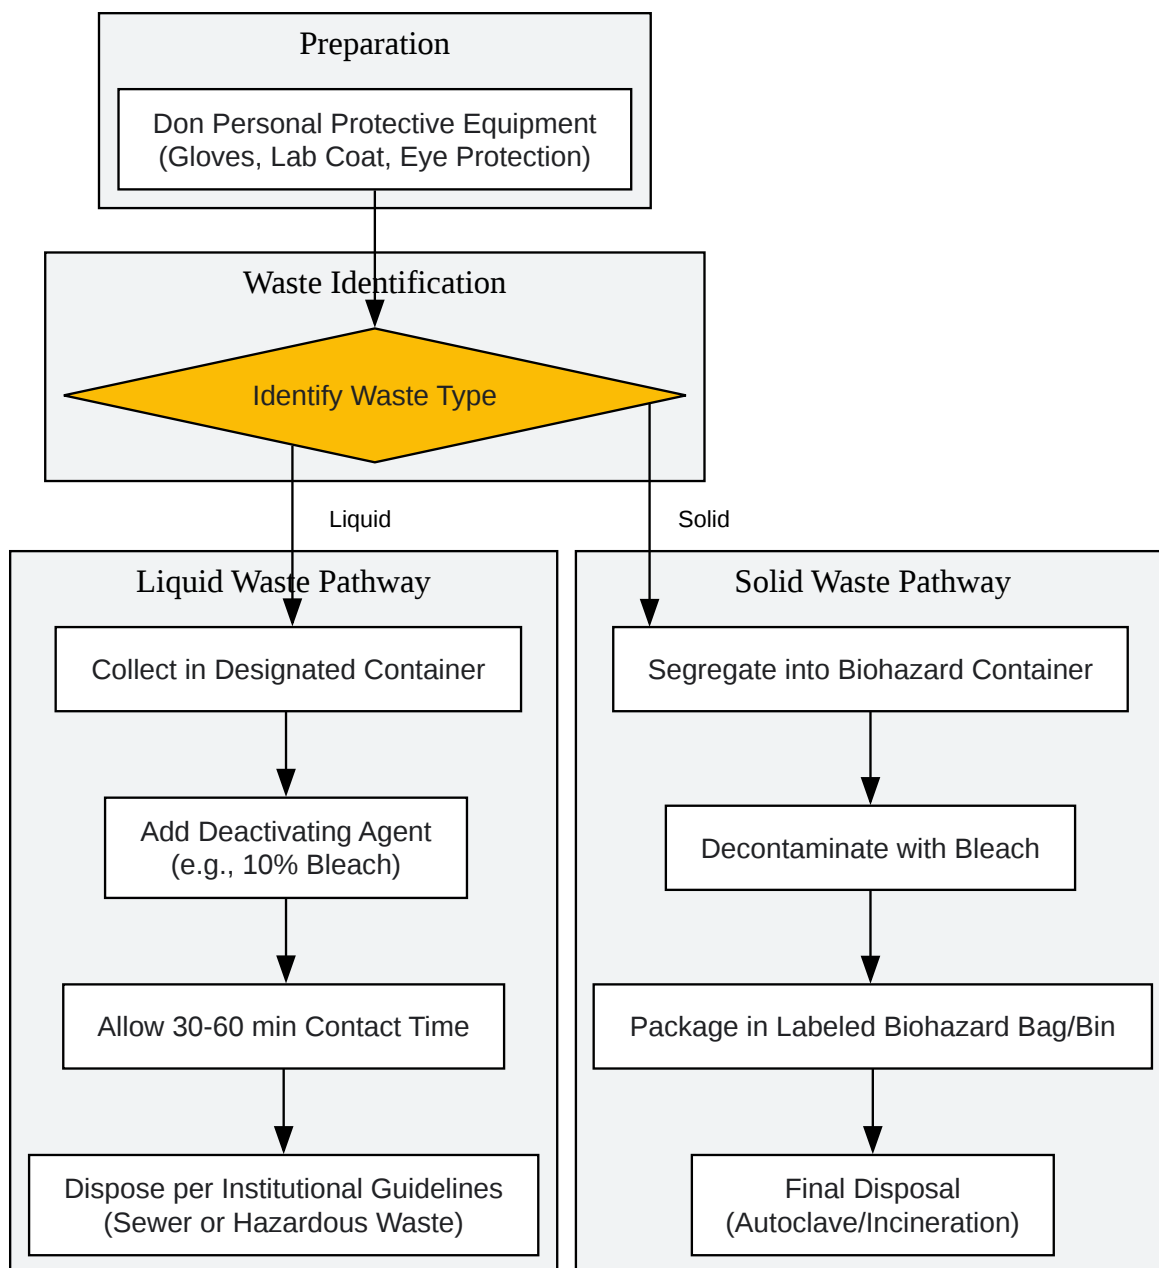 Preparation
Don Personal Protective Equipment
(Gloves, Lab Coat, Eye Protection)
Waste Identification
Identify Waste Type
Liquid
Solid
Liquid Waste Pathway
Collect in Designated Container
Add Deactivating Agent
(e.g., 10% Bleach)
Allow 30-60 min Contact Time
Dispose per Institutional Guidelines
(Sewer or Hazardous Waste)
Solid Waste Pathway
Segregate into Biohazard Container
Decontaminate with Bleach
Package in Labeled Biohazard Bag/Bin
Final Disposal
(Autoclave/Incineration)